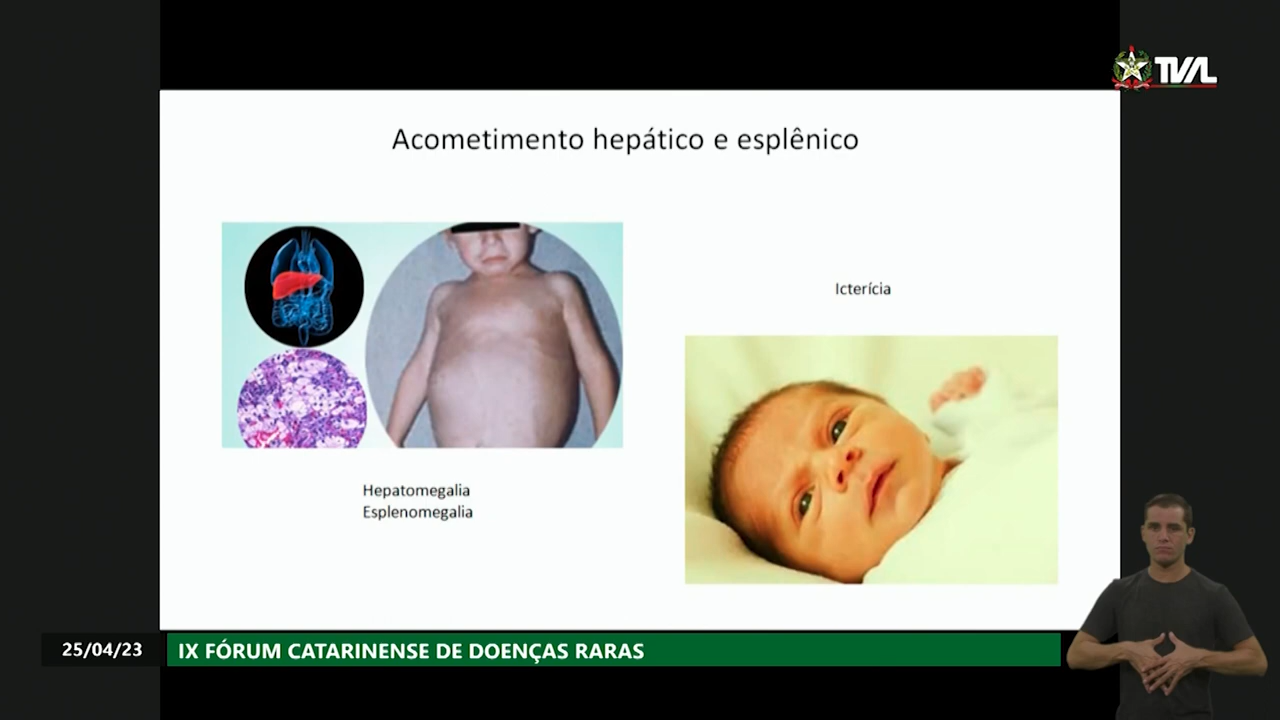 TVAL
Acometimento hepático e esplênico
Icterícia
Hepatomegalia
Esplenomegalia
25/04/23
IX FÓRUM CATARINENSE DE DOENÇAS RARAS